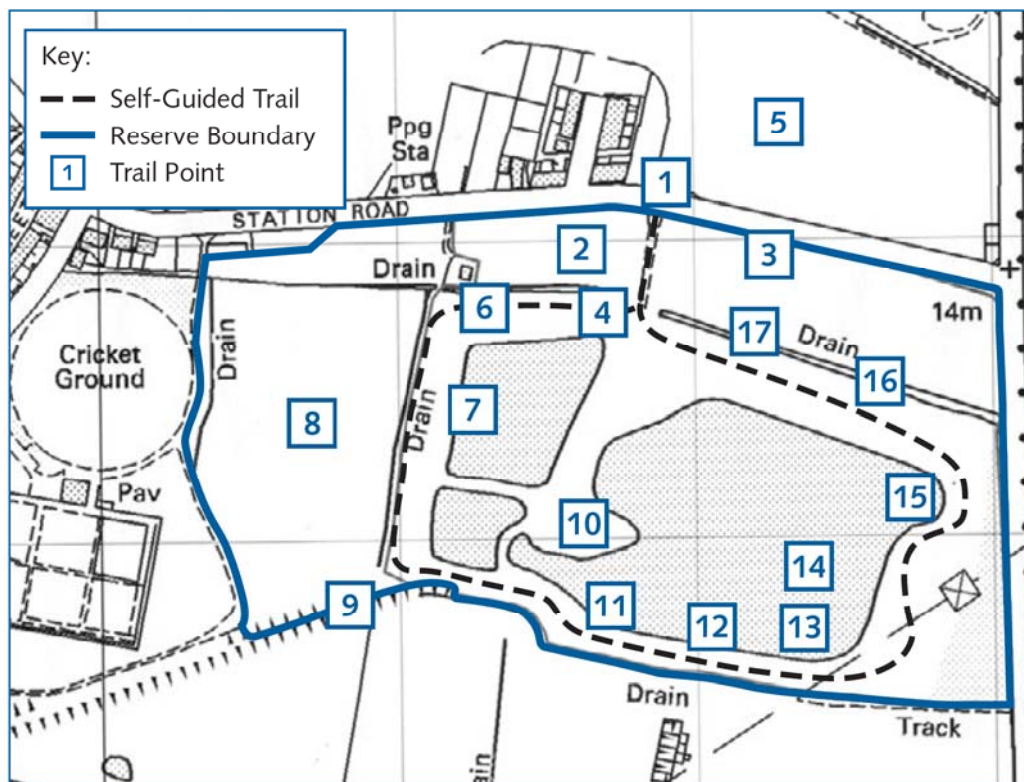 Key:
Self-Guided Trail
Reserve Boundary
1 Trail Point
Ppg
Sta
STATTON ROAD
1
5
2
3
Drain
6
4
14m
17
Drain
16
Cricket
Ground
Drain
7
8
Drain
15
Pav
10
14
9
11
12
13
Drain
Track